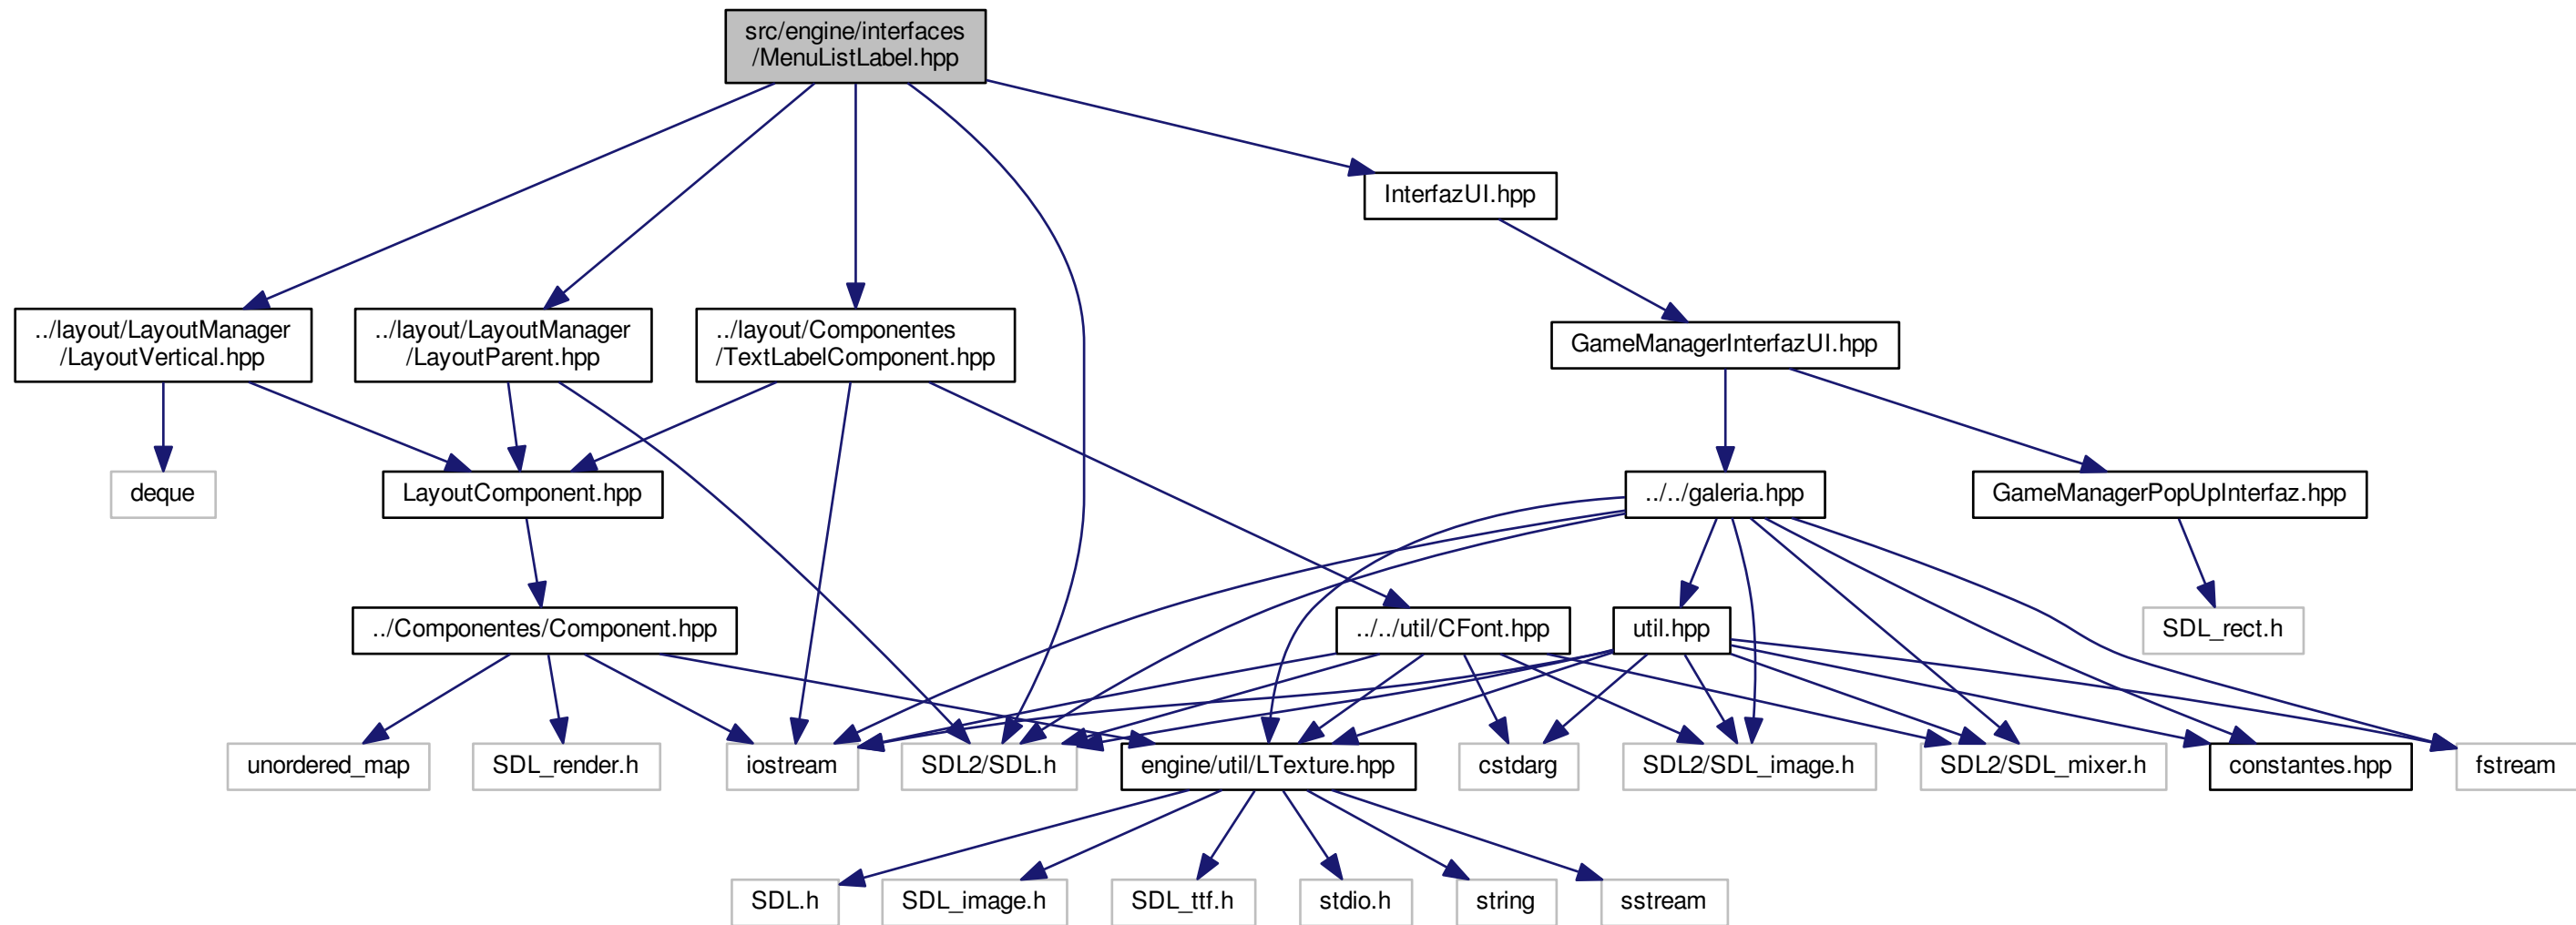 src/engine/interfaces
/MenuListLabel.hpp
InterfazUI.hpp
../layout/LayoutManager
/LayoutVertical.hpp
../layout/LayoutManager
/LayoutParent.hpp
../layout/Componentes
/TextLabelComponent.hpp
GameManagerInterfazUI.hpp
deque
LayoutComponent.hpp
../../galeria.hpp
GameManagerPopUpInterfaz.hpp
../Componentes/Component.hpp
../../util/CFont.hpp
util.hpp
SDL_rect.h
unordered_map
SDL_render.h
iostream
SDL2/SDL.h
engine/util/LTexture.hpp
cstdarg
SDL2/SDL_image.h
SDL2/SDL_mixer.h
constantes.hpp
fstream
SDL.h
SDL_image.h
SDL_ttf.h
stdio.h
string
sstream